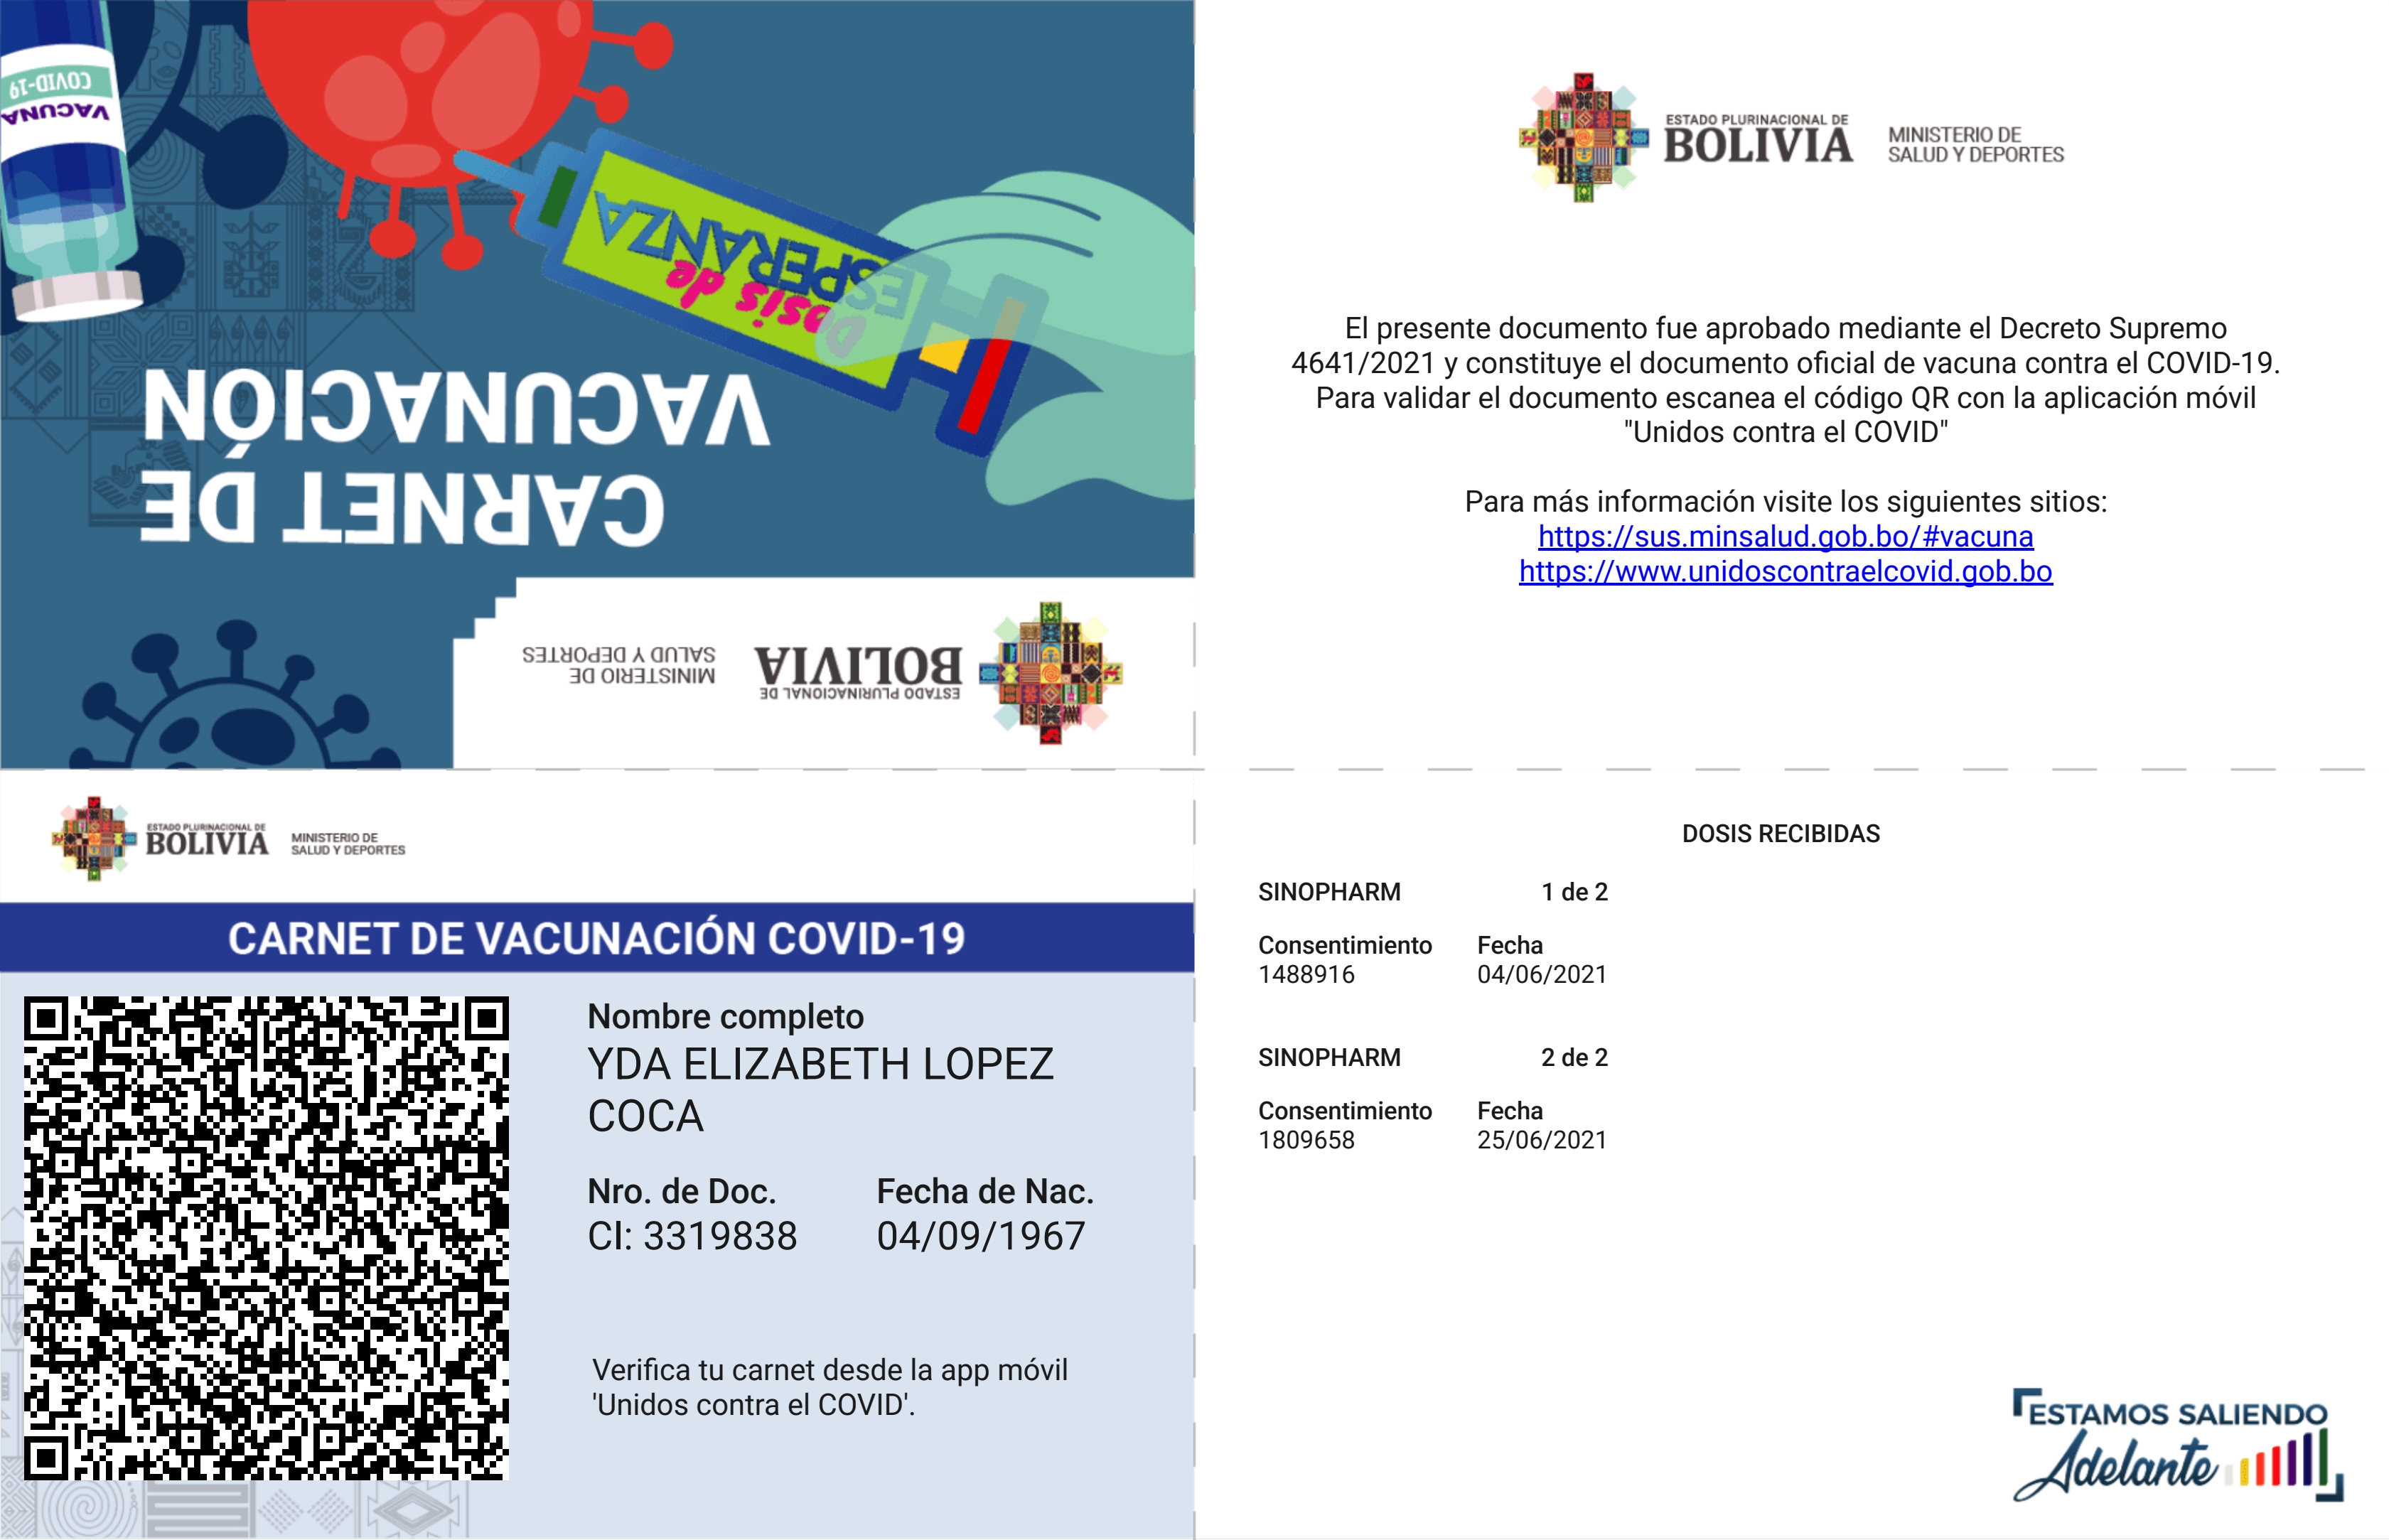 COVID-19
VACUNA
Dosis de
ESPERANZA
CARNET DE
VACUNACIÓN
ESTADO PLURINACIONAL DE
BOLIVIA
MINISTERIO DE
SALUD Y DEPORTES
ESTADO PLURINACIONAL DE
BOLIVIA
MINISTERIO DE
SALUD Y DEPORTES
El presente documento fue aprobado mediante el Decreto Supremo
4641/2021 y constituye el documento oficial de vacuna contra el COVID-19.
Para validar el documento escanea el código QR con la aplicación móvil
"Unidos contra el COVID"
Para más información visite los siguientes sitios:
https://sus.minsalud.gob.bo/#vacuna
https://www.unidoscontraelcovid.gob.bo
ESTADO PLURINACIONAL DE
BOLIVIA
MINISTERIO DE
SALUD Y DEPORTES
CARNET DE VACUNACIÓN COVID-19
Nombre completo
YDA ELIZABETH LOPEZ
COCA
Nro. de Doc. Fecha de Nac.
CI: 3319838 04/09/1967
Verifica tu carnet desde la app móvil
'Unidos contra el COVID'.
DOSIS RECIBIDAS
SINOPHARM 1 de 2
Consentimiento Fecha
1488916 04/06/2021
SINOPHARM 2 de 2
Consentimiento Fecha
1809658 25/06/2021
ESTAMOS SALIENDO
Adelante